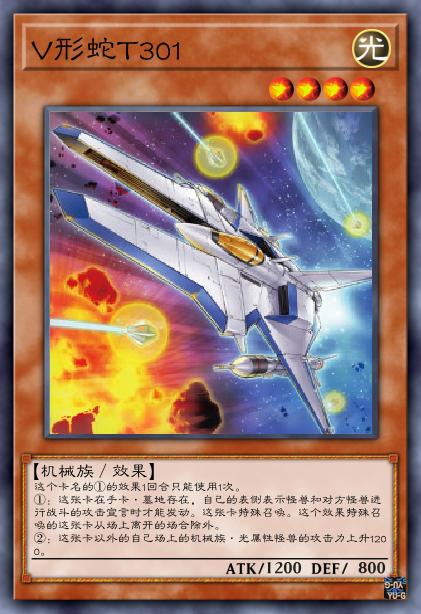 V形蛇T301
光
【机械族/效果】
这个卡名的①的效果1回合只能使用1次。
①：这张卡在手卡·墓地存在，自己的表侧表示怪兽和对方怪兽进
行战斗的攻击宣言时才能发动。这张卡特殊召唤。这个效果特殊召
唤的这张卡从场上离开的场合除外。
②：这张卡以外的自己场上的机械族·光属性怪兽的攻击力上升120
0。
ATK/1200 DEF/ 800